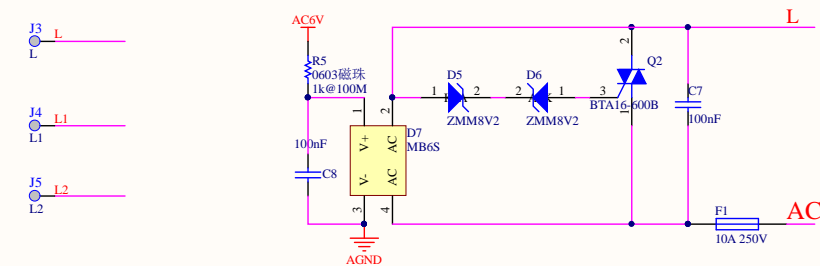 J3
L
L
J4
L1
L1
J5
L2
L2
AC6V
R5
0603磁珠
1k@100M
100nF
C8
1
2
V+
AC
V-
AC
3
4
D7
MB6S
AGND
D5
1
2
ZMM8V2
D6
2
1
ZMM8V2
3
2
1
Q2
BTA16-600B
C7
100nF
L
F1
10A 250V
AC